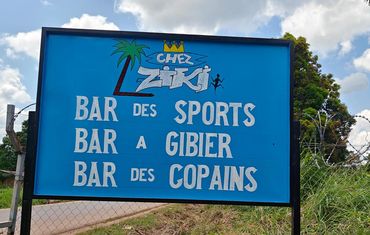 CHEZ
ZiKi
BAR DES SPORTS
BAR A GIBIER
BAR DES COPAINS